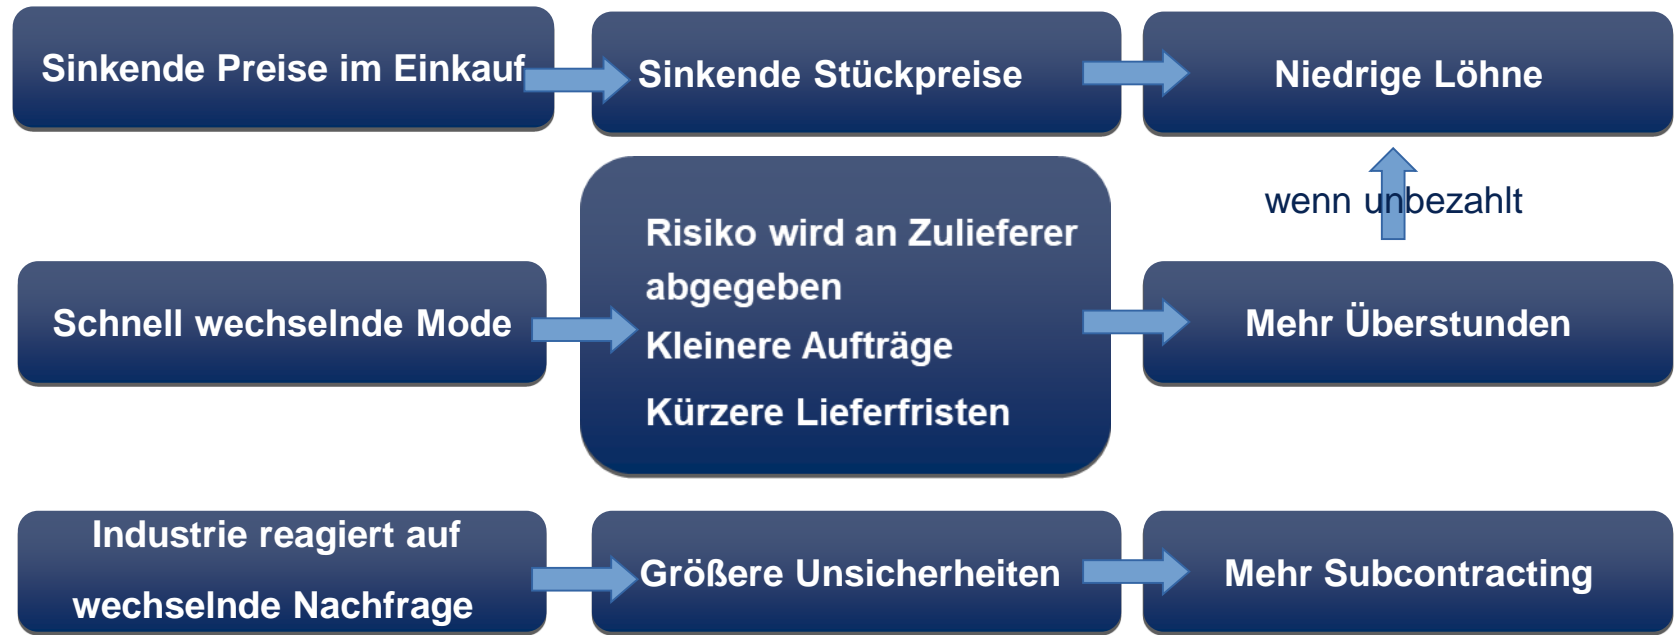 Sinkende Preise im Einkauf
Sinkende Stückpreise
Niedrige Löhne
wenn unbezahlt
Schnell wechselnde Mode
Risiko wird an Zulieferer
abgegeben
Kleinere Aufträge
Kürzere Lieferfristen
Mehr Überstunden
Industrie reagiert auf
wechselnde Nachfrage
Größere Unsicherheiten
Mehr Subcontracting